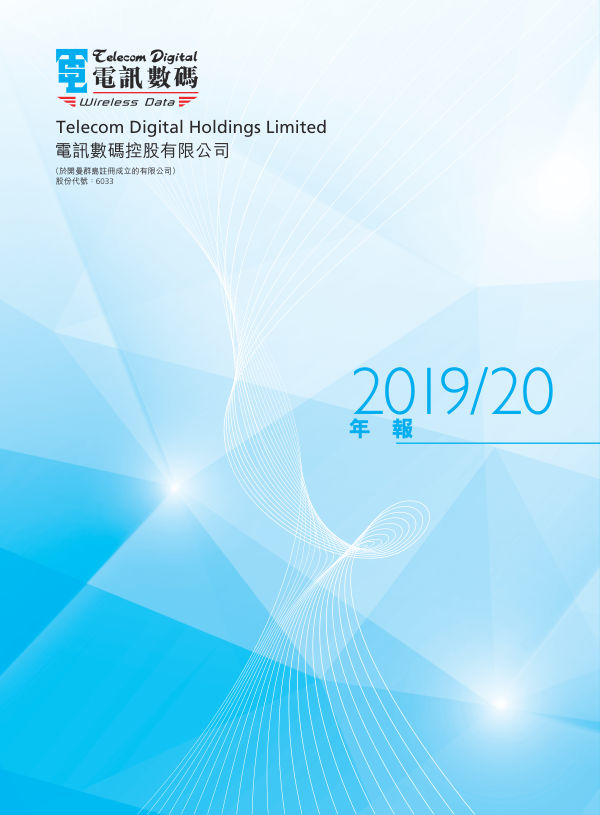 Telecom Digital
電訊數碼
Wireless Data
Telecom Digital Holdings Limited
電訊數碼控股有限公司
(於開曼群島註冊成立的有限公司)
股份代號：6033
2019/20
年 報